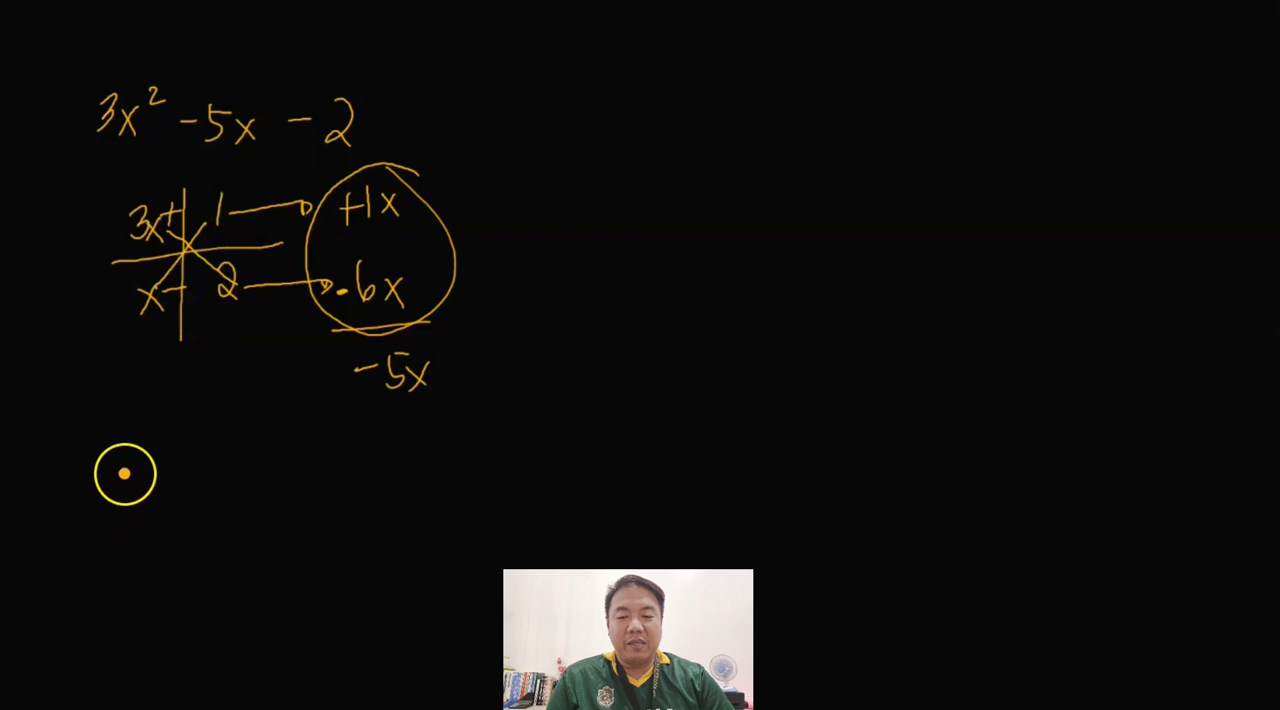 3x² - 5x - 2
3x + 1 +1x
x - 2 -6x
-5x